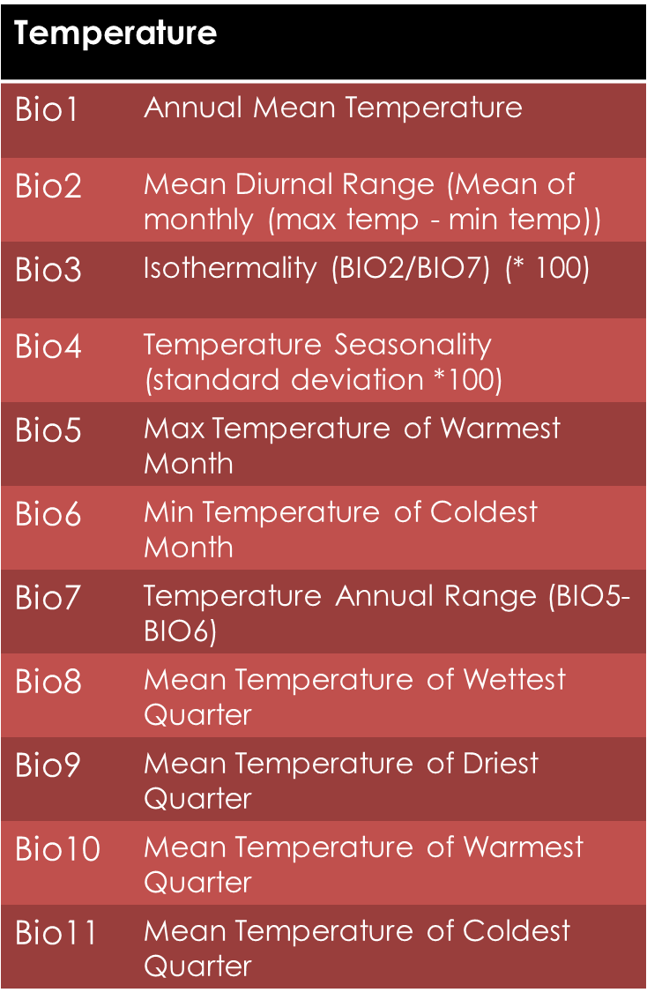 Temperature
Bio1 Annual Mean Temperature
Bio2 Mean Diurnal Range (Mean of
monthly (max temp - min temp))
Bio3 Isothermality (BIO2/BIO7) (* 100)
Bio4 Temperature Seasonality
(standard deviation *100)
Bio5 Max Temperature of Warmest
Month
Bio6 Min Temperature of Coldest
Month
Bio7 Temperature Annual Range (BIO5-
BIO6)
Bio8 Mean Temperature of Wettest
Quarter
Bio9 Mean Temperature of Driest
Quarter
Bio10 Mean Temperature of Warmest
Quarter
Bio11 Mean Temperature of Coldest
Quarter